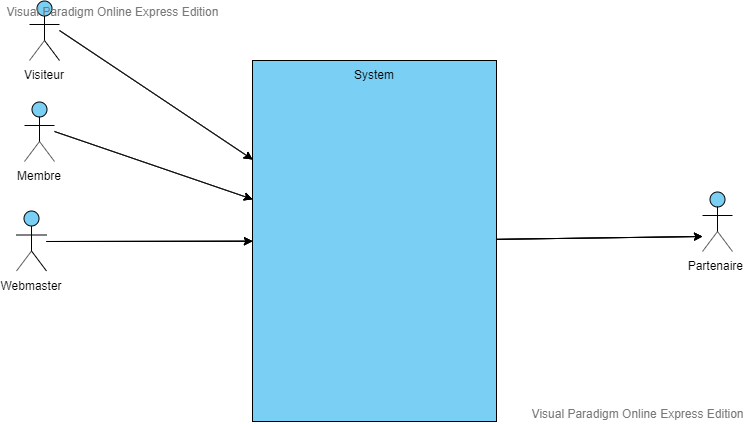 Visual Paradigm Online Express Edition
Visiteur
System
Membre
Webmaster
Partenaire
Visual Paradigm Online Express Edition